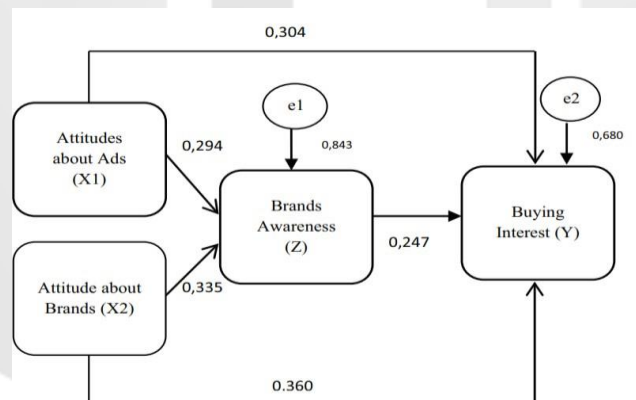 0,304
e1
e2
Attitudes
about Ads
(X1)
0,294
0,843
0,680
Brands
Awareness
(Z)
Buying
Interest (Y)
0,247
Attitude about
Brands (X2)
0,335
0.360